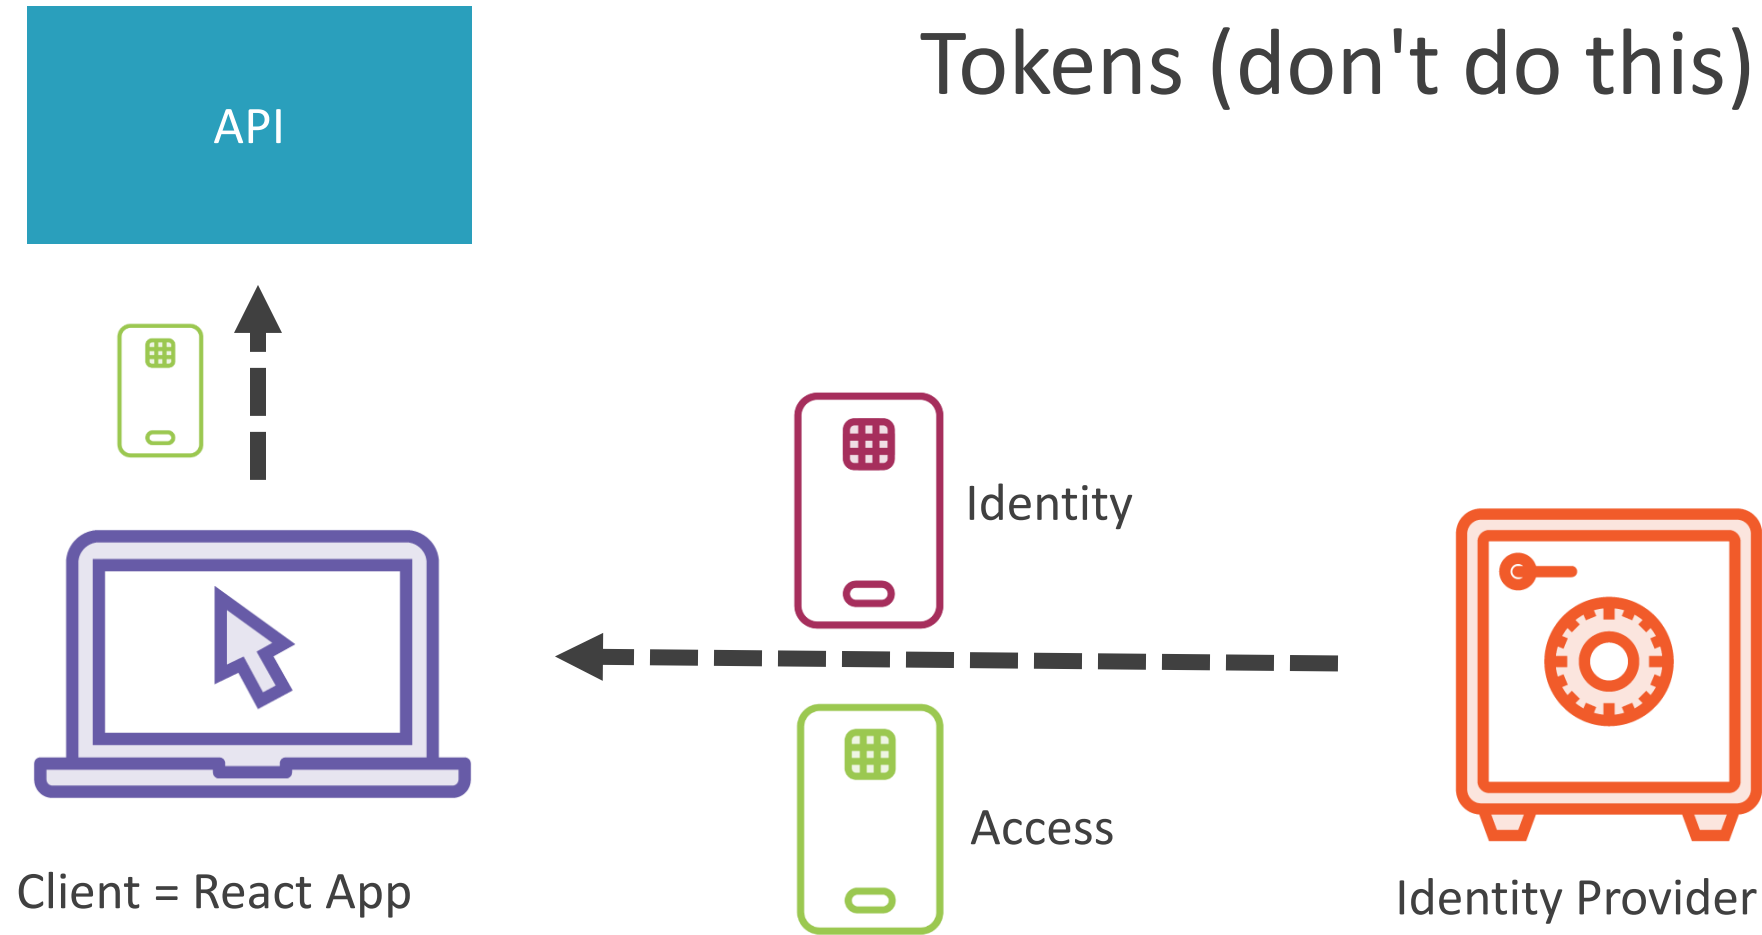 Tokens (don't do this)
API
Identity
Access
Client = React App
Identity Provider